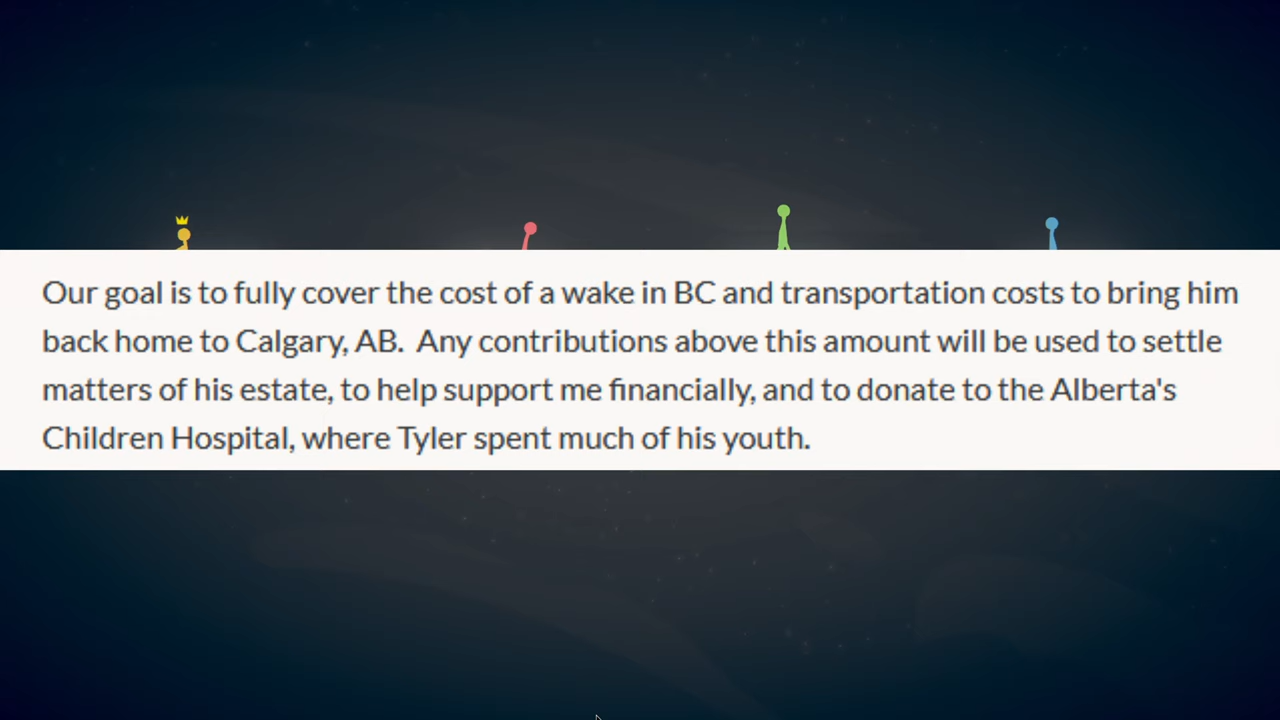 Our goal is to fully cover the cost of a wake in BC and transportation costs to bring him
back home to Calgary, AB.  Any contributions above this amount will be used to settle
matters of his estate, to help support me financially, and to donate to the Alberta's
Children Hospital, where Tyler spent much of his youth.